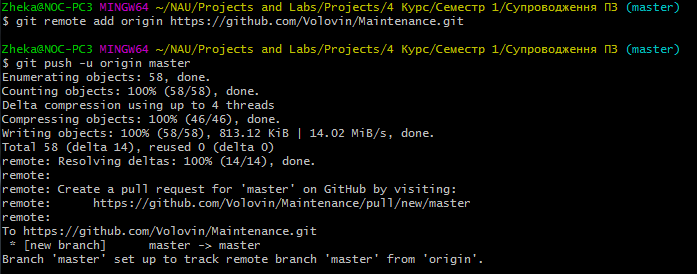 Zheka@NOC-PC3 MINGW64 ~/NAU/Projects and Labs/Projects/4 Курс/Семестр 1/Супроводження ПЗ (master)
$ git remote add origin https://github.com/Volovin/Maintenance.git
Zheka@NOC-PC3 MINGW64 ~/NAU/Projects and Labs/Projects/4 Курс/Семестр 1/Супроводження ПЗ (master)
$ git push -u origin master
Enumerating objects: 58, done.
Counting objects: 100% (58/58), done.
Delta compression using up to 4 threads
Compressing objects: 100% (46/46), done.
Writing objects: 100% (58/58), 813.12 KiB | 14.02 MiB/s, done.
Total 58 (delta 14), reused 0 (delta 0)
remote: Resolving deltas: 100% (14/14), done.
remote:
remote: Create a pull request for 'master' on GitHub by visiting:
remote:      https://github.com/Volovin/Maintenance/pull/new/master
remote:
To https://github.com/Volovin/Maintenance.git
 * [new branch]      master -> master
Branch 'master' set up to track remote branch 'master' from 'origin'.